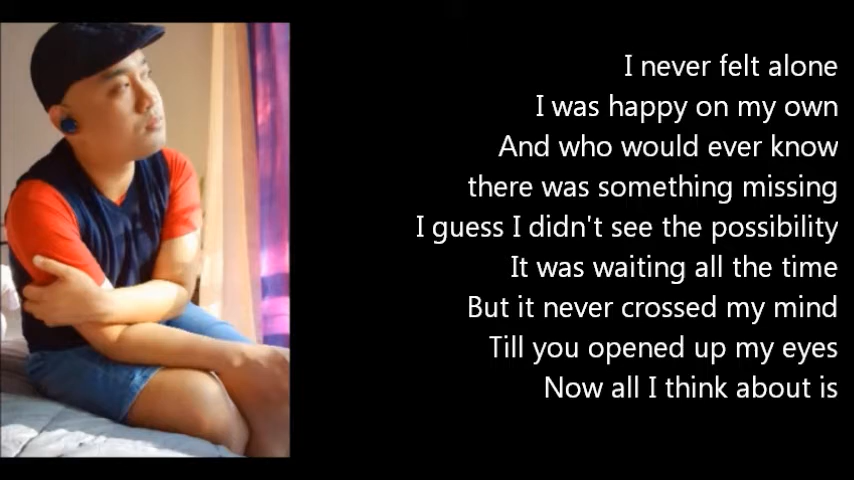 I never felt alone
I was happy on my own
And who would ever know
there was something missing
I guess I didn't see the possibility
It was waiting all the time
But it never crossed my mind
Till you opened up my eyes
Now all I think about is